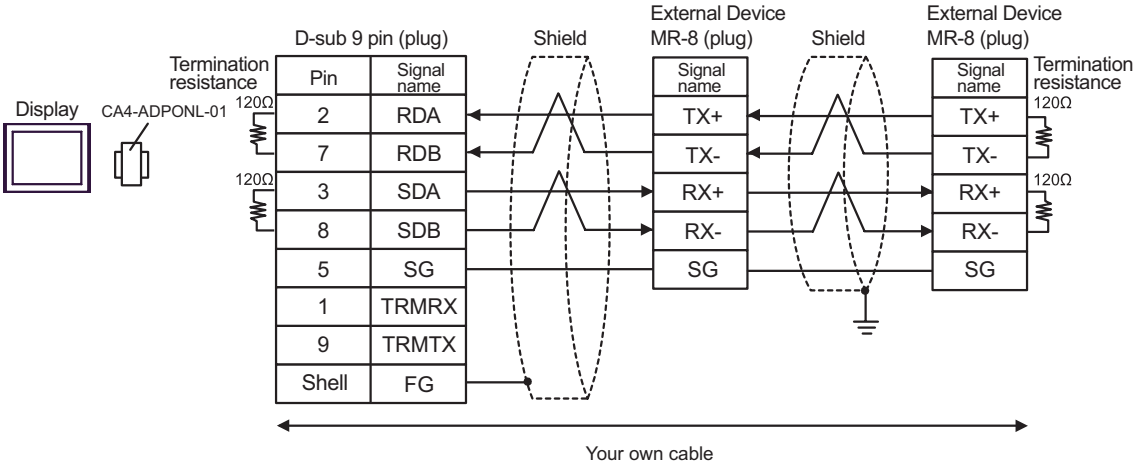 Display
CA4-ADPONL-01
Termination
resistance
120Ω
120Ω
D-sub 9 pin (plug)
Pin Signal name
2 RDA
7 RDB
3 SDA
8 SDB
5 SG
1 TRMRX
9 TRMTX
Shell FG
Shield
External Device
MR-8 (plug)
Signal
name
TX+
TX-
RX+
RX-
SG
Shield
External Device
MR-8 (plug)
Signal
name
TX+
TX-
RX+
RX-
SG
Termination
resistance
120Ω
120Ω
Your own cable